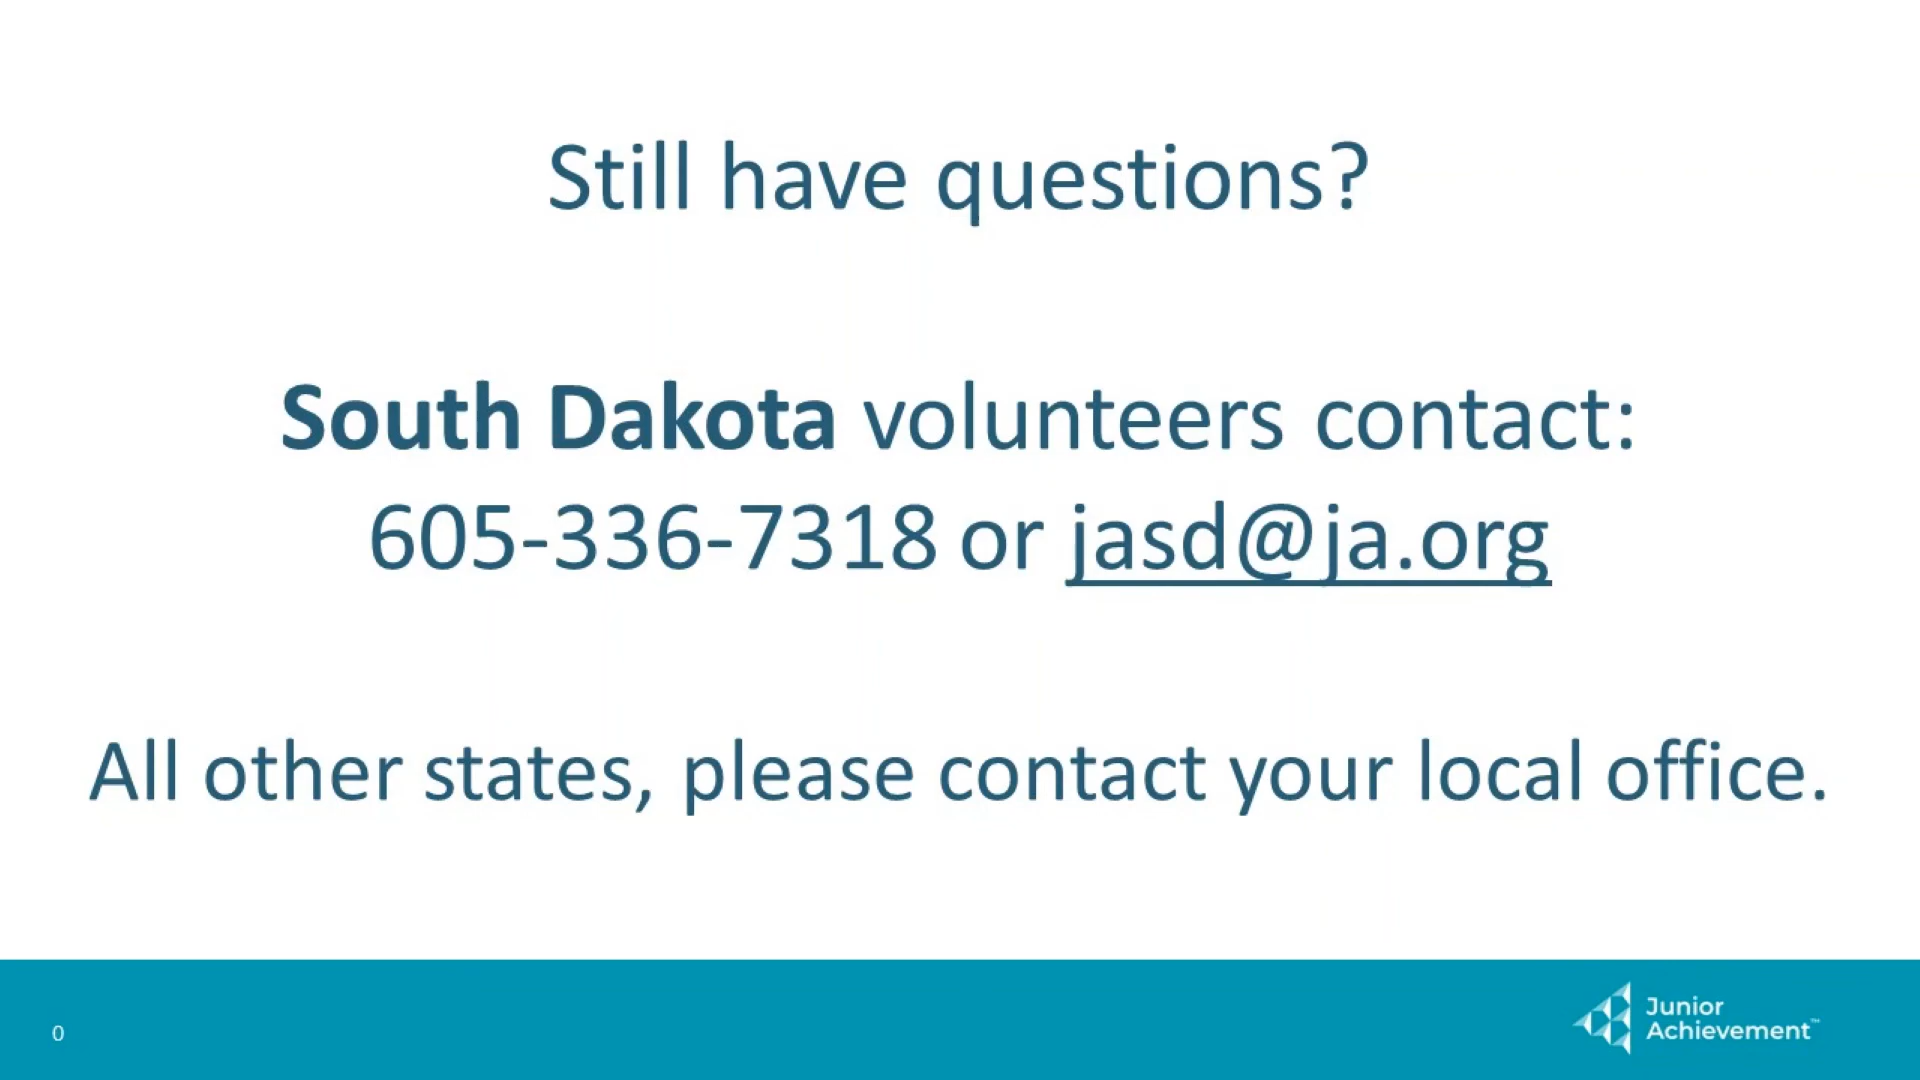 Still have questions?
South Dakota volunteers contact:
605-336-7318 or jasd@ja.org
All other states, please contact your local office.
0
Junior
Achievement™